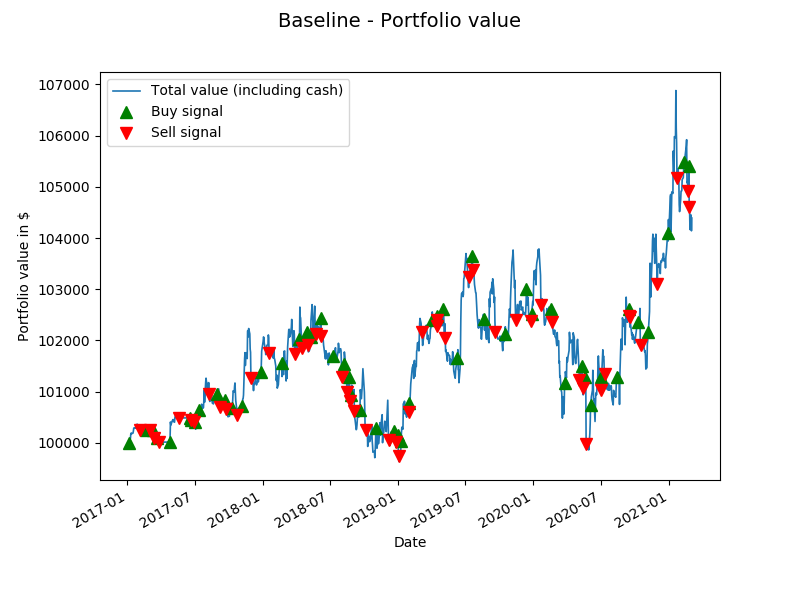 Baseline - Portfolio value
Total value (including cash)
Buy signal
Sell signal
107000
106000
105000
104000
103000
102000
101000
100000
Portfolio value in $
2017-01
2017-07
2018-01
2018-07
2019-01
2019-07
2020-01
2020-07
2021-01
Date